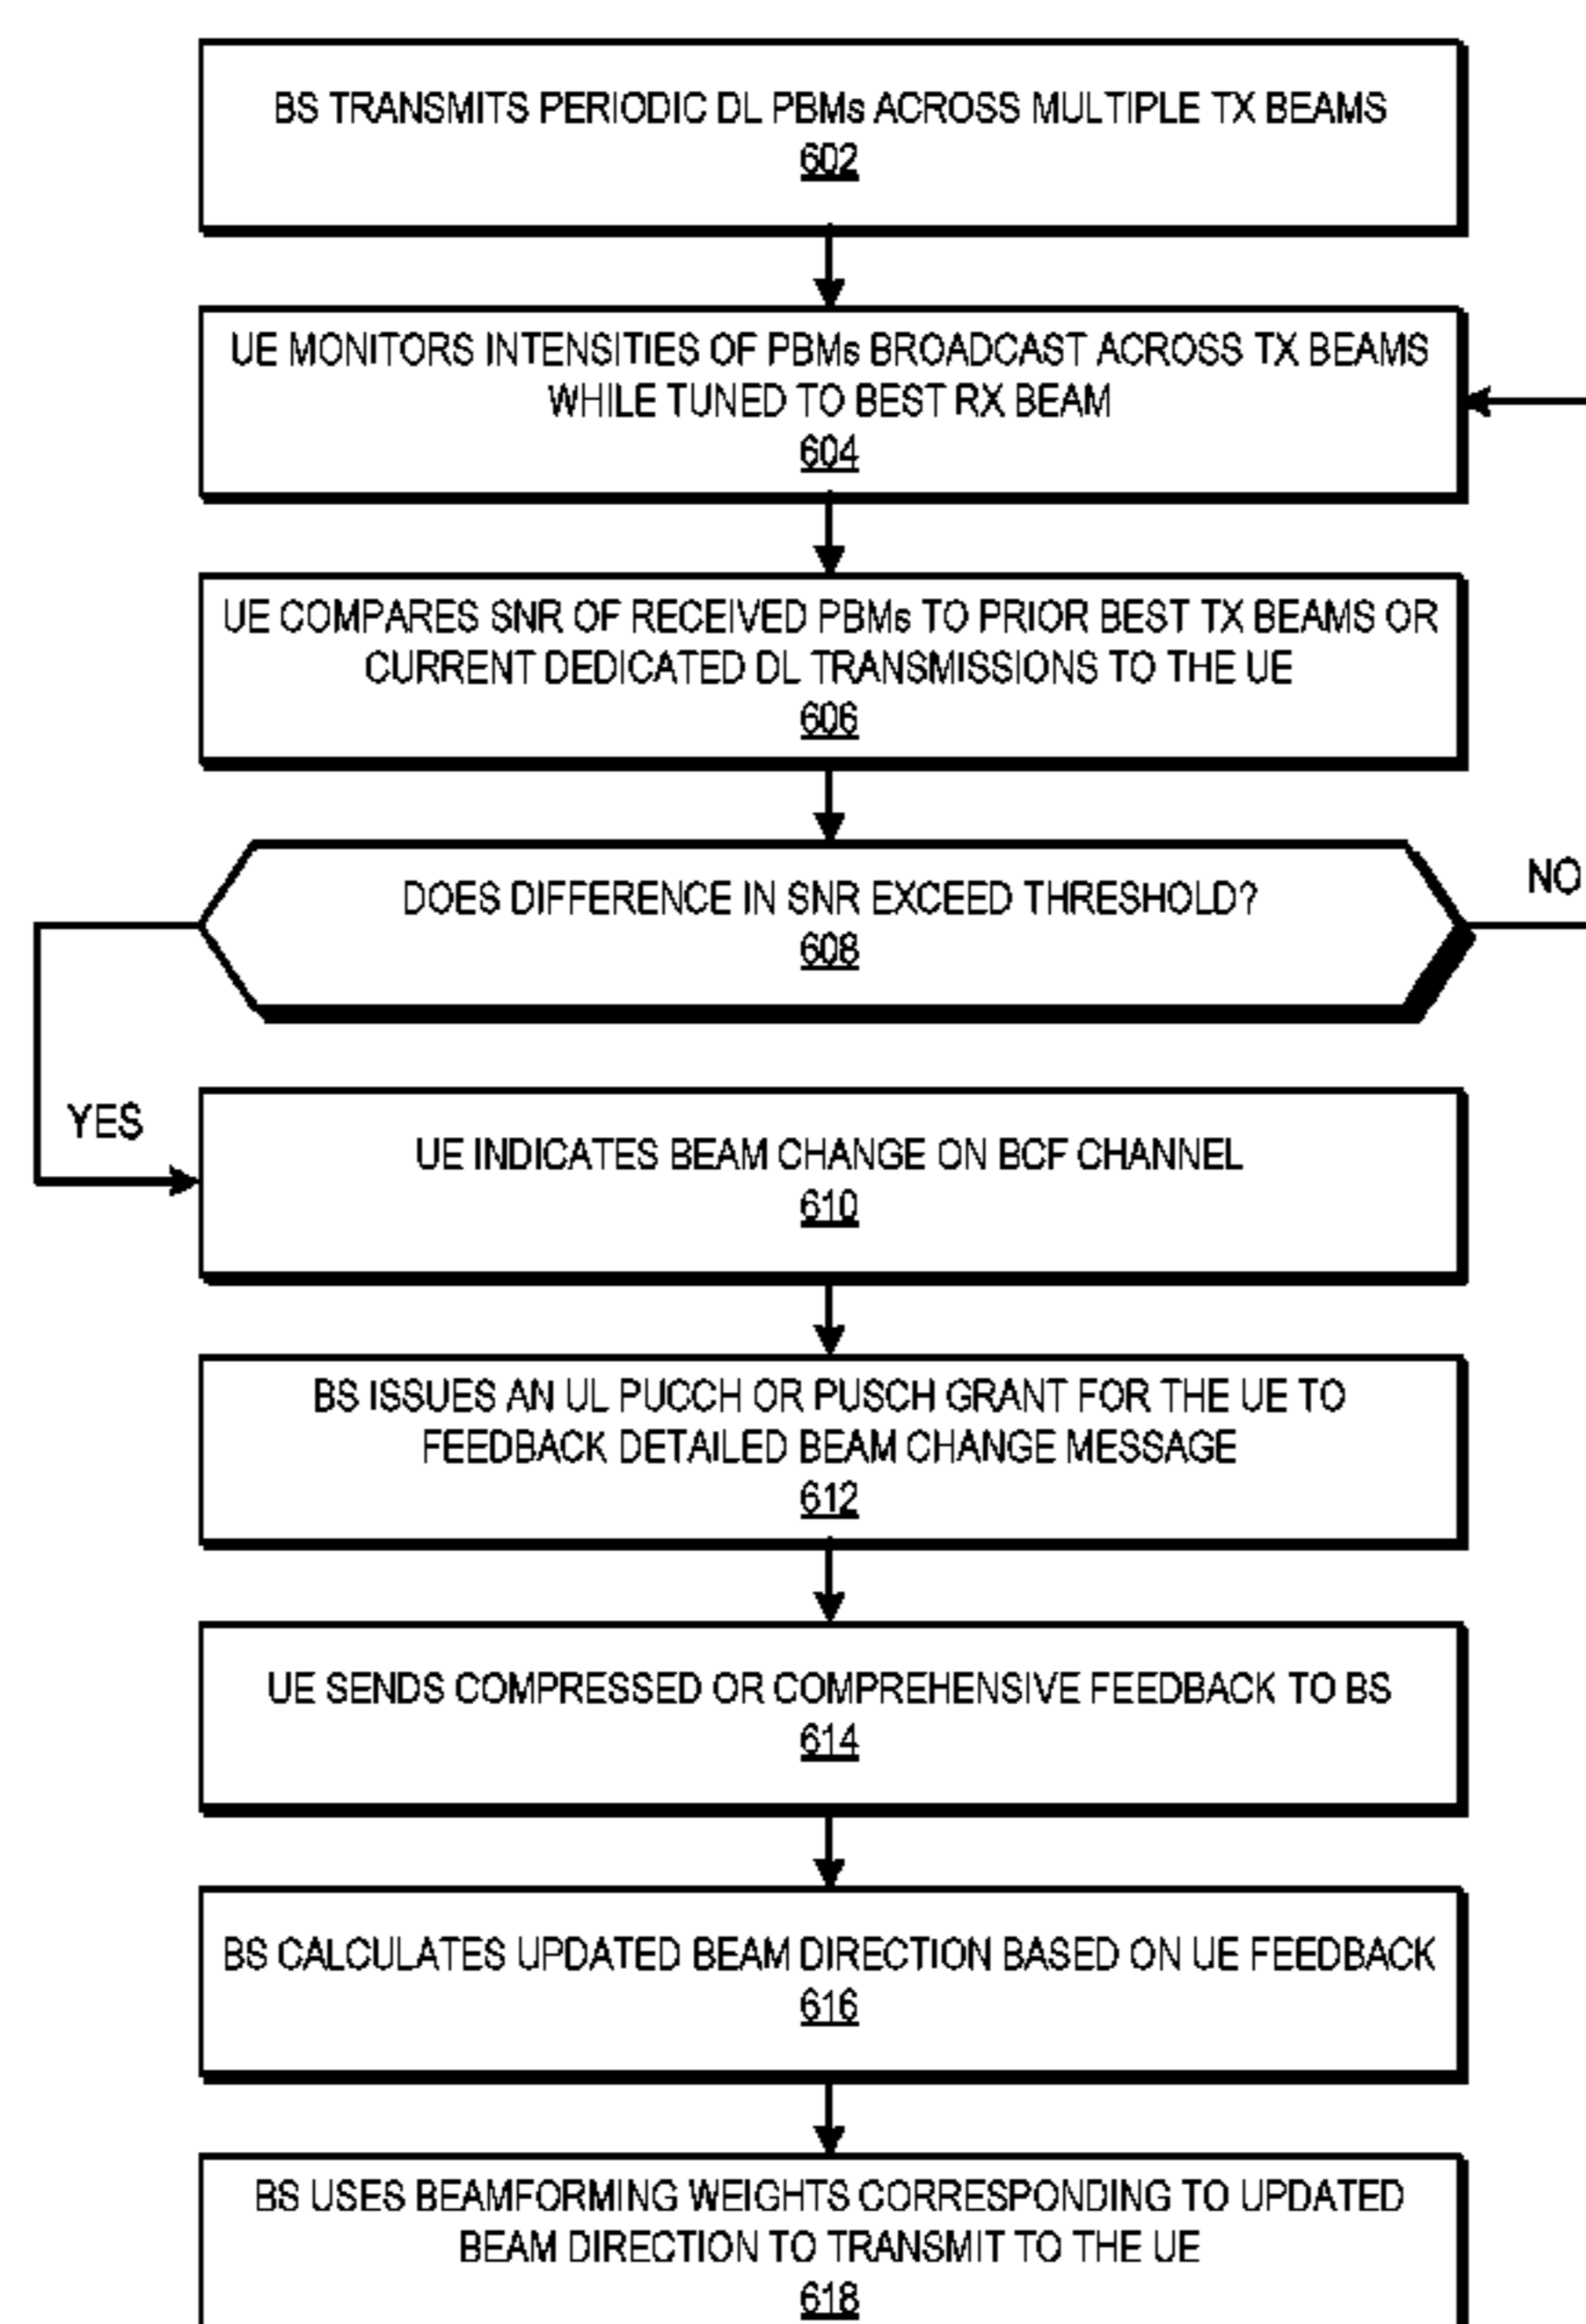 BS TRANSMITS PERIODIC DL PBMs ACROSS MULTIPLE TX BEAMS
602
UE MONITORS INTENSITIES OF PBMs BROADCAST ACROSS TX BEAMS
WHILE TUNED TO BEST RX BEAM
604
UE COMPARES SNR OF RECEIVED PBMs TO PRIOR BEST TX BEAMS OR
CURRENT DEDICATED DL TRANSMISSIONS TO THE UE
606
DOES DIFFERENCE IN SNR EXCEED THRESHOLD?
608
NO
YES
UE INDICATES BEAM CHANGE ON BCF CHANNEL
610
BS ISSUES AN UL PUCCH OR PUSCH GRANT FOR THE UE TO
FEEDBACK DETAILED BEAM CHANGE MESSAGE
612
UE SENDS COMPRESSED OR COMPREHENSIVE FEEDBACK TO BS
614
BS CALCULATES UPDATED BEAM DIRECTION BASED ON UE FEEDBACK
616
BS USES BEAMFORMING WEIGHTS CORRESPONDING TO UPDATED
BEAM DIRECTION TO TRANSMIT TO THE UE
618